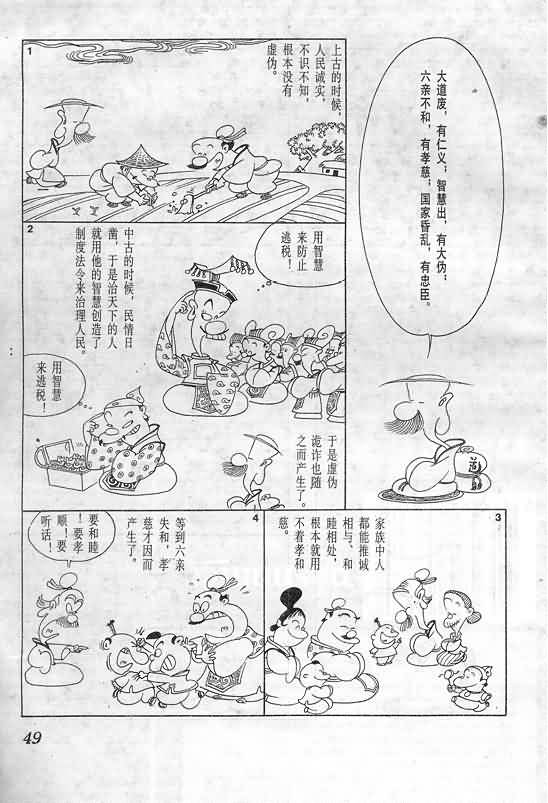 大道废，有仁义；智慧出，有大伪；
六亲不和，有孝慈；国家昏乱，有忠臣。
1
上古的时候，
人民诚实，
不识不知，
根本没有
虚伪。
2
用智慧
来防止
逃税！
中古的时候，民情日
凿，于是治天下的人
就用他的智慧创造了
制度法令来治理人民。
用智慧
来逃税！
于是虚伪
诡诈也随
之而产生了。
3
家族中人
都能推诚
相与、和
睦相处，
根本就用
不着孝和
慈。
4
等到六亲
失和，孝
慈才因而
产生了。
要和睦
！要孝
顺！要
听话！
49